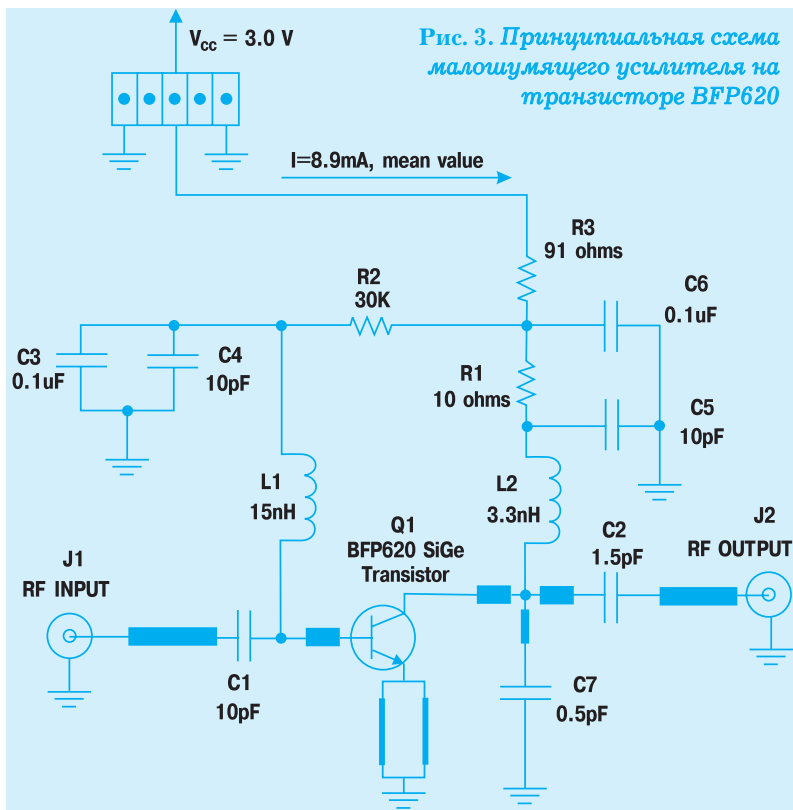 V_CC = 3.0 V
Рис. 3. Принципиальная схема
малошумящего усилителя на
транзисторе BFP620
I=8.9mA, mean value
R3
91 ohms
R2
30K
C6
0.1uF
C3
0.1uF
C4
10pF
R1
10 ohms
C5
10pF
L1
15nH
L2
3.3nH
Q1
BFP620 SiGe
Transistor
C2
1.5pF
J2
RF OUTPUT
J1
RF INPUT
C1
10pF
C7
0.5pF